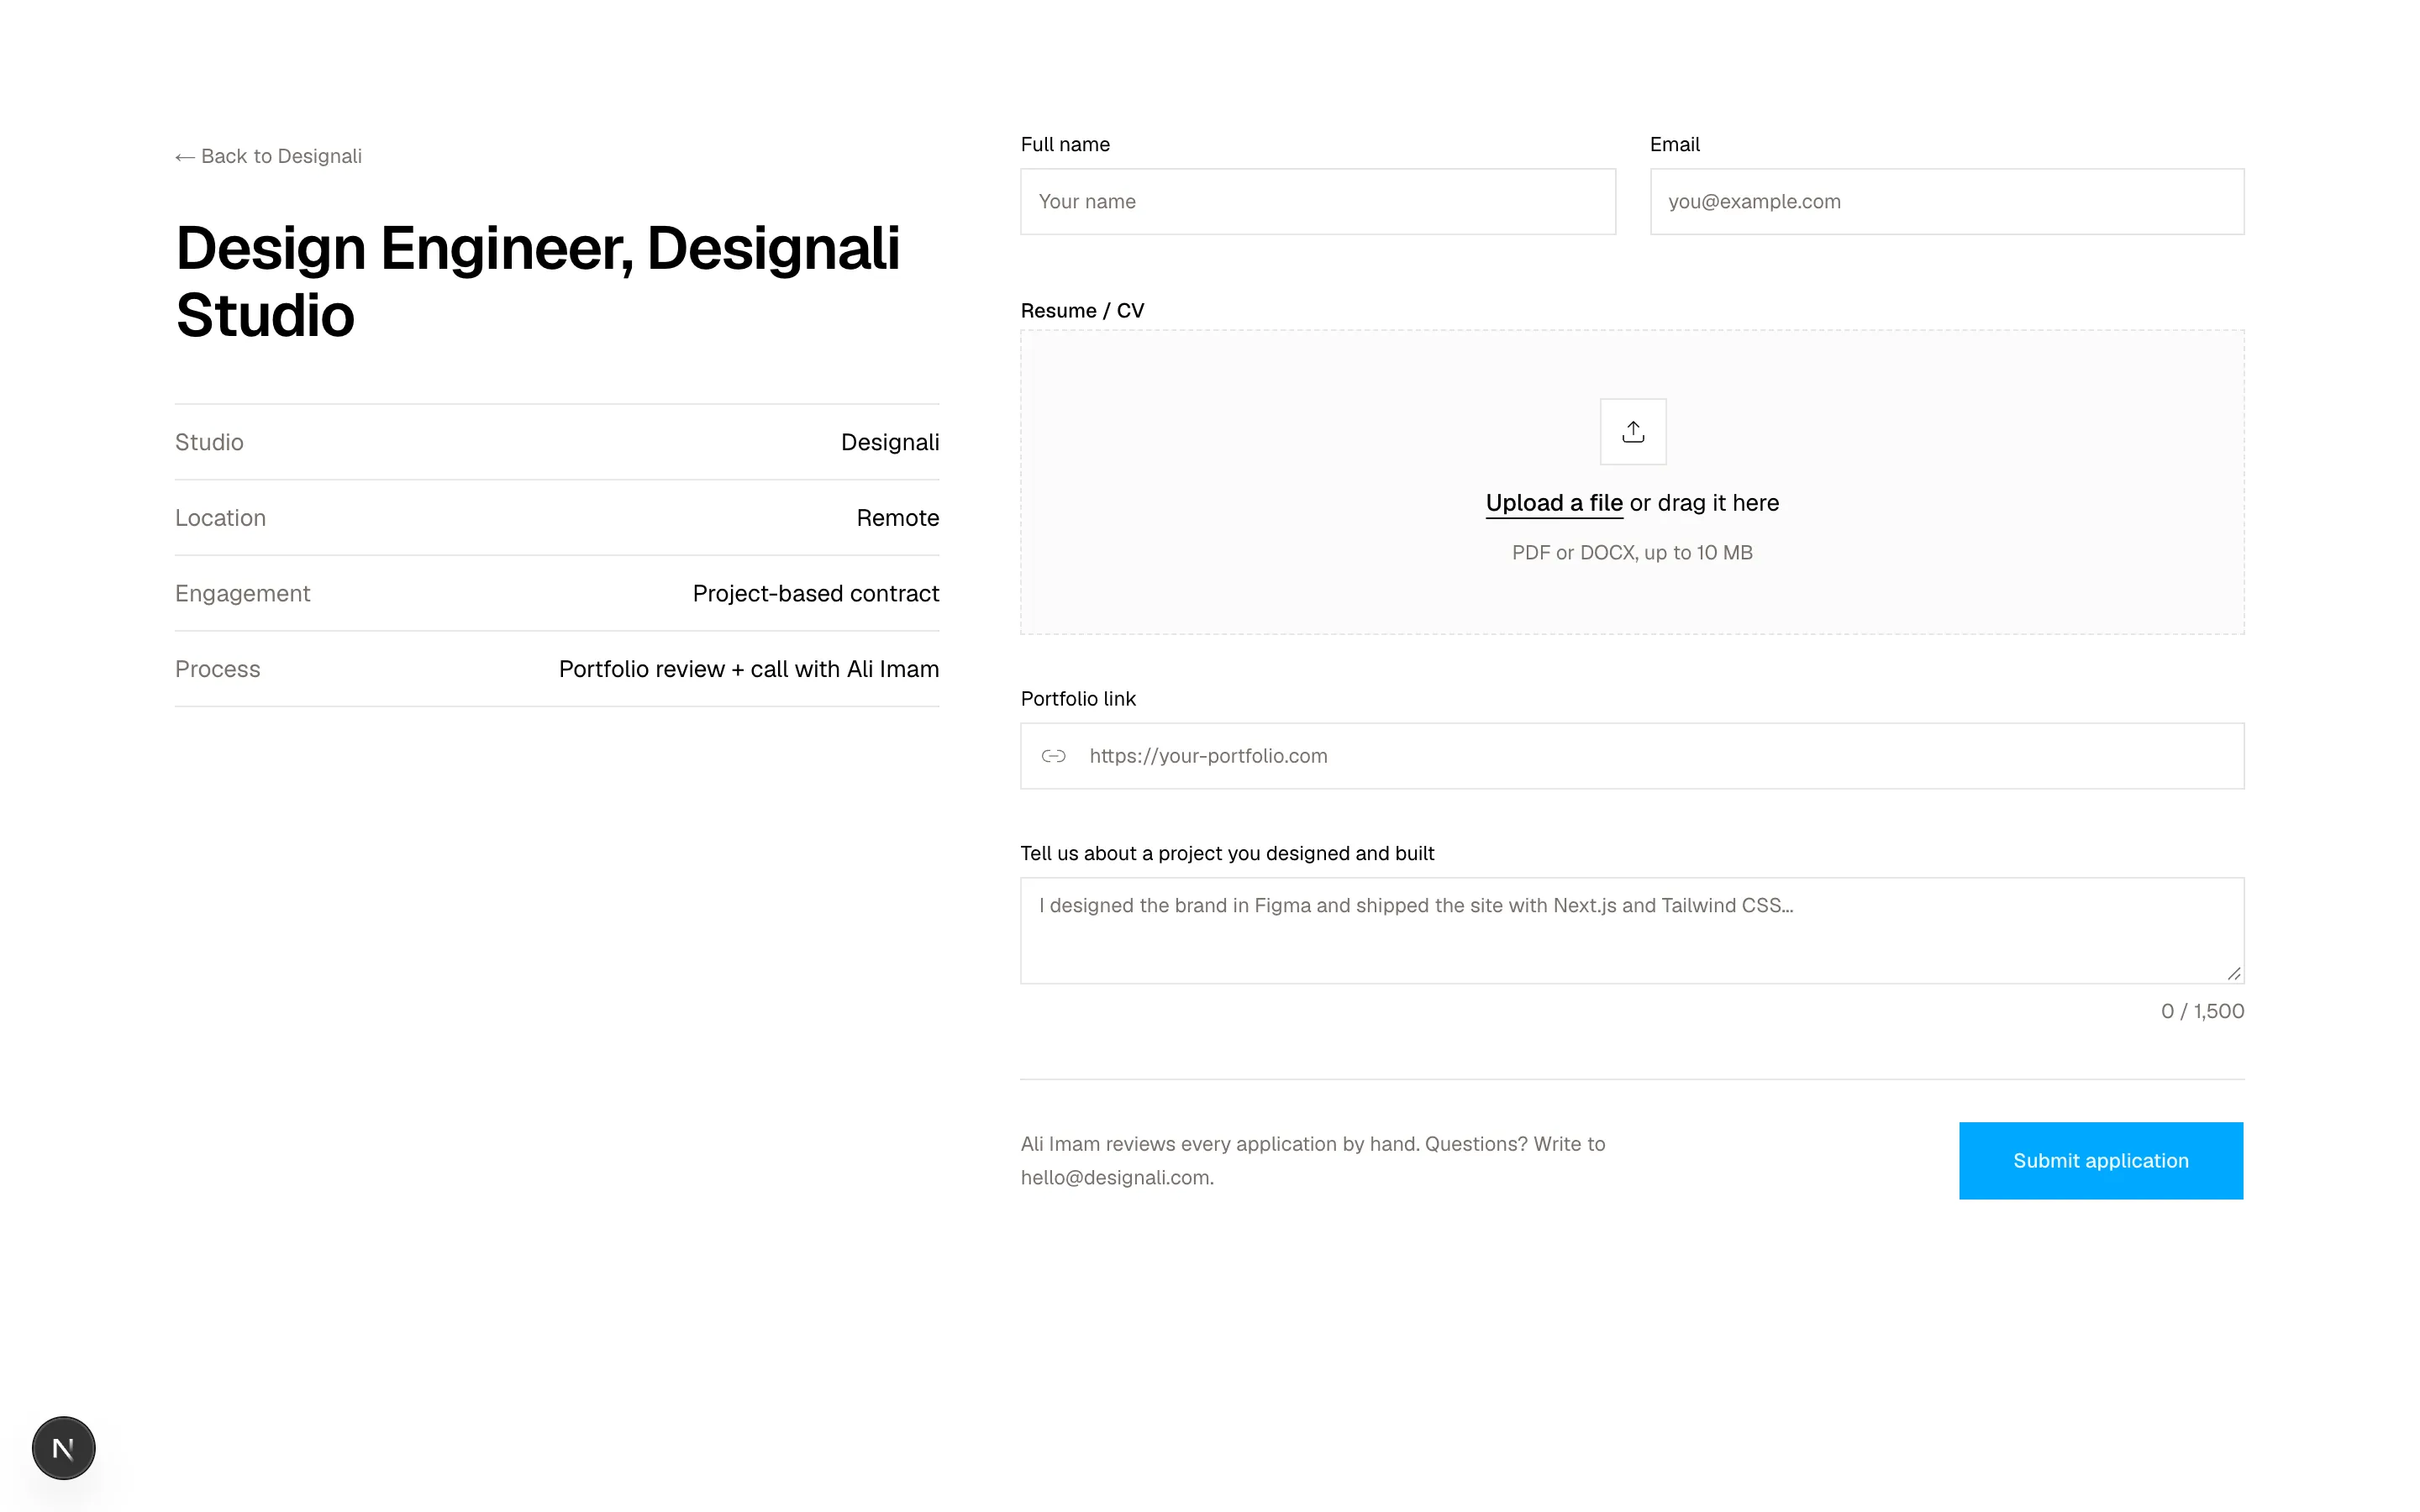 ← Back to Designali
Design Engineer, Designali
Studio
Studio Designali
Location Remote
Engagement Project-based contract
Process Portfolio review + call with Ali Imam
Full name
Your name
Email
you@example.com
Resume / CV
Upload a file or drag it here
PDF or DOCX, up to 10 MB
Portfolio link
https://your-portfolio.com
Tell us about a project you designed and built
I designed the brand in Figma and shipped the site with Next.js and Tailwind CSS...
0 / 1,500
Ali Imam reviews every application by hand. Questions? Write to
hello@designali.com.
Submit application
N